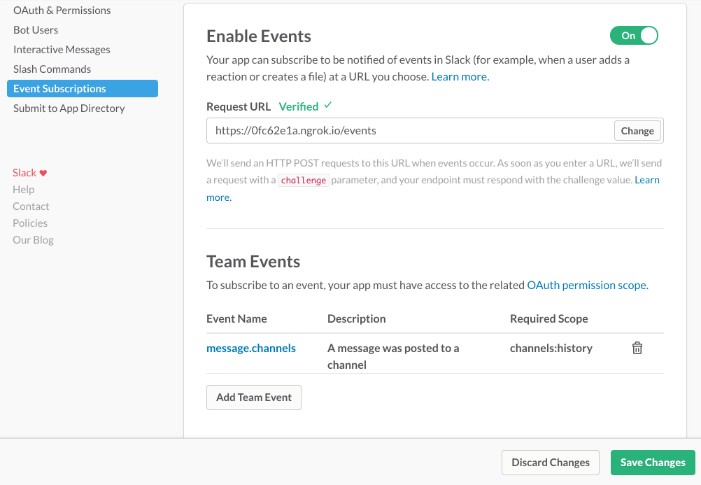 OAuth & Permissions
Bot Users
Interactive Messages
Slash Commands
Event Subscriptions
Submit to App Directory
Slack ♥
Help
Contact
Policies
Our Blog
Enable Events
On
Your app can subscribe to be notified of events in Slack (for example, when a user adds a
reaction or creates a file) at a URL you choose. Learn more.
Request URL Verified ✓
https://0fc62e1a.ngrok.io/events
Change
We'll send an HTTP POST requests to this URL when events occur. As soon as you enter a URL, we'll send
a request with a challenge parameter, and your endpoint must respond with the challenge value. Learn
more.
Team Events
To subscribe to an event, your app must have access to the related OAuth permission scope.
Event Name Description Required Scope
message.channels A message was posted to a channels:history
channel
Add Team Event
Discard Changes Save Changes